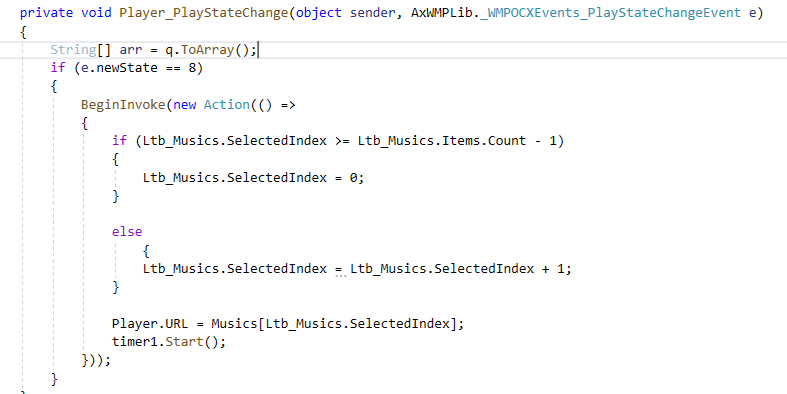 private void Player_PlayStateChange(object sender, AxWMPLib._WMPOCXEvents_PlayStateChangeEvent e)
{
String[] arr = q.ToArray();
if (e.newState == 8)
{
BeginInvoke(new Action(() =>
{
if (Ltb_Musics.SelectedIndex >= Ltb_Musics.Items.Count - 1)
{
Ltb_Musics.SelectedIndex = 0;
}
else
{
Ltb_Musics.SelectedIndex = Ltb_Musics.SelectedIndex + 1;
}
Player.URL = Musics[Ltb_Musics.SelectedIndex];
timer1.Start();
}));
}